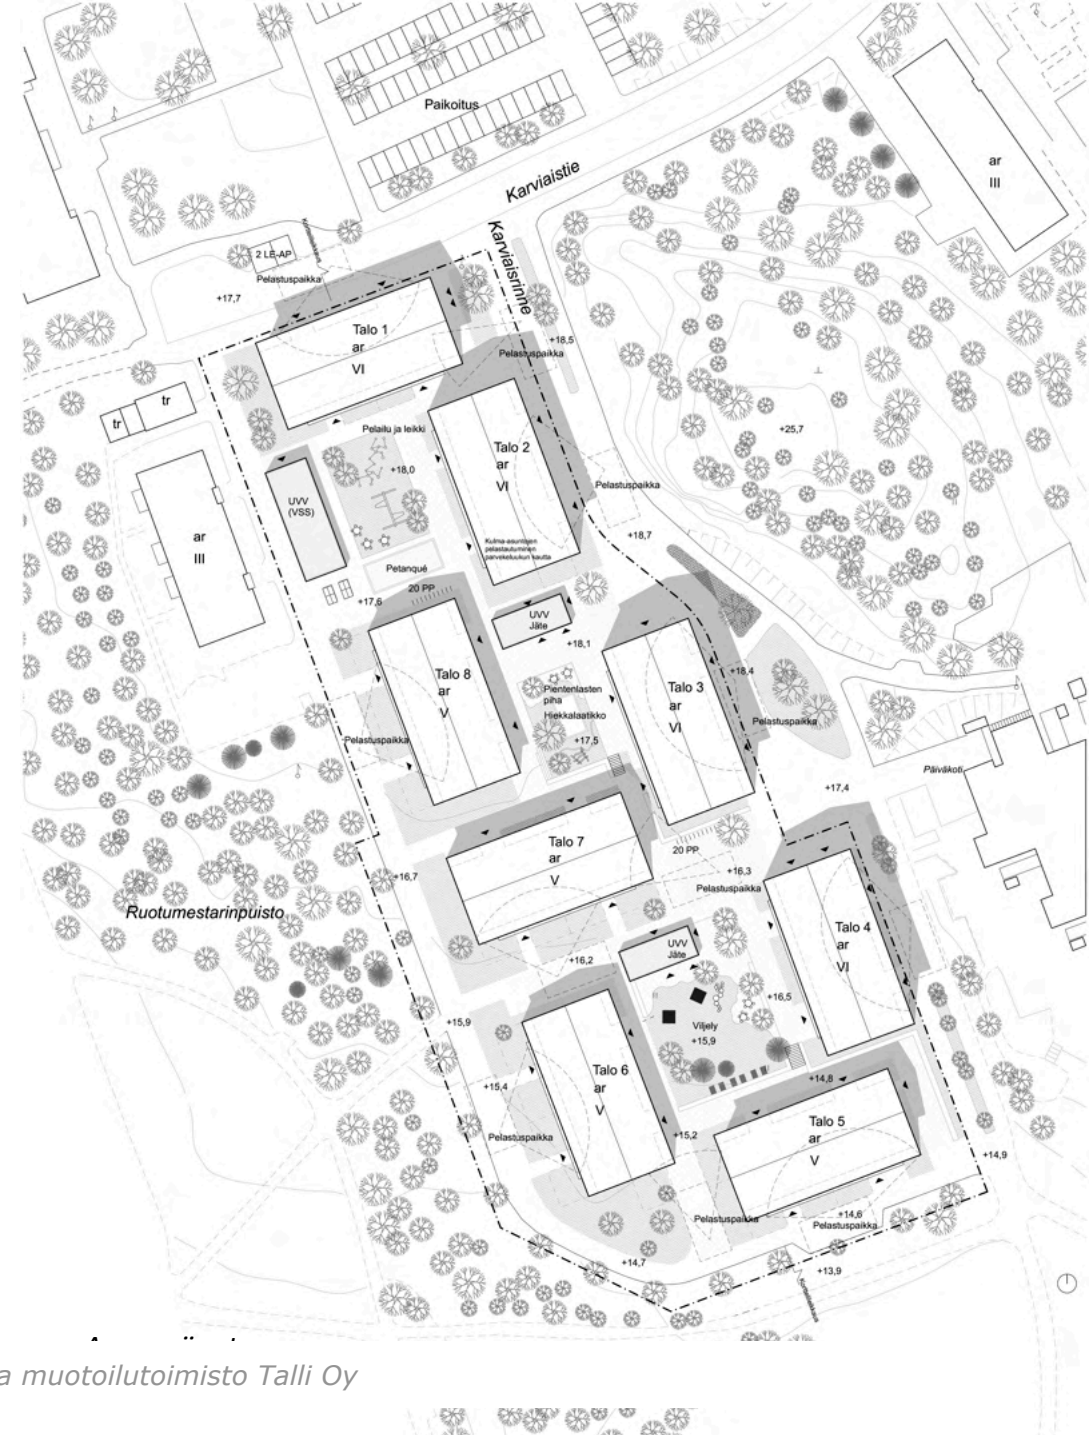 Paikoitus
ar
III
Karviaistie
Karviaisrinne
2 LE-AP
Pelastuspaikka
+17,7
Talo 1
ar
VI
+18,5
Pelastuspaikka
tr
tr
Pelailu ja leikki
+18,0
Talo 2
ar
VI
+25,7
Pelastuspaikka
UVV
(VSS)
ar
III
+18,7
Kulma-asuntojen
pelastautuminen
parvekeluukun kautta
Petanqué
20 PP
+17,6
UVV
Jäte
+18,1
Talo 8
ar
V
Pientenlasten
piha
Hiekkalaatikko
+17,5
Talo 3
ar
VI
+18,4
Pelastuspaikka
Pelastuspaikka
Päiväkoti
+17,4
Talo 7
ar
V
20 PP
+16,3
Pelastuspaikka
+16,7
Ruotumestarinpuisto
Talo 4
ar
VI
UVV
Jäte
+16,2
+16,5
Viljely
+15,9
+15,9
Talo 6
ar
V
+15,4
+14,8
Talo 5
ar
V
Pelastuspaikka
+15,2
+14,9
Pelastuspaikka
+14,6
Pelastuspaikka
+14,7
+13,9
a muotoilutoimisto Talli Oy